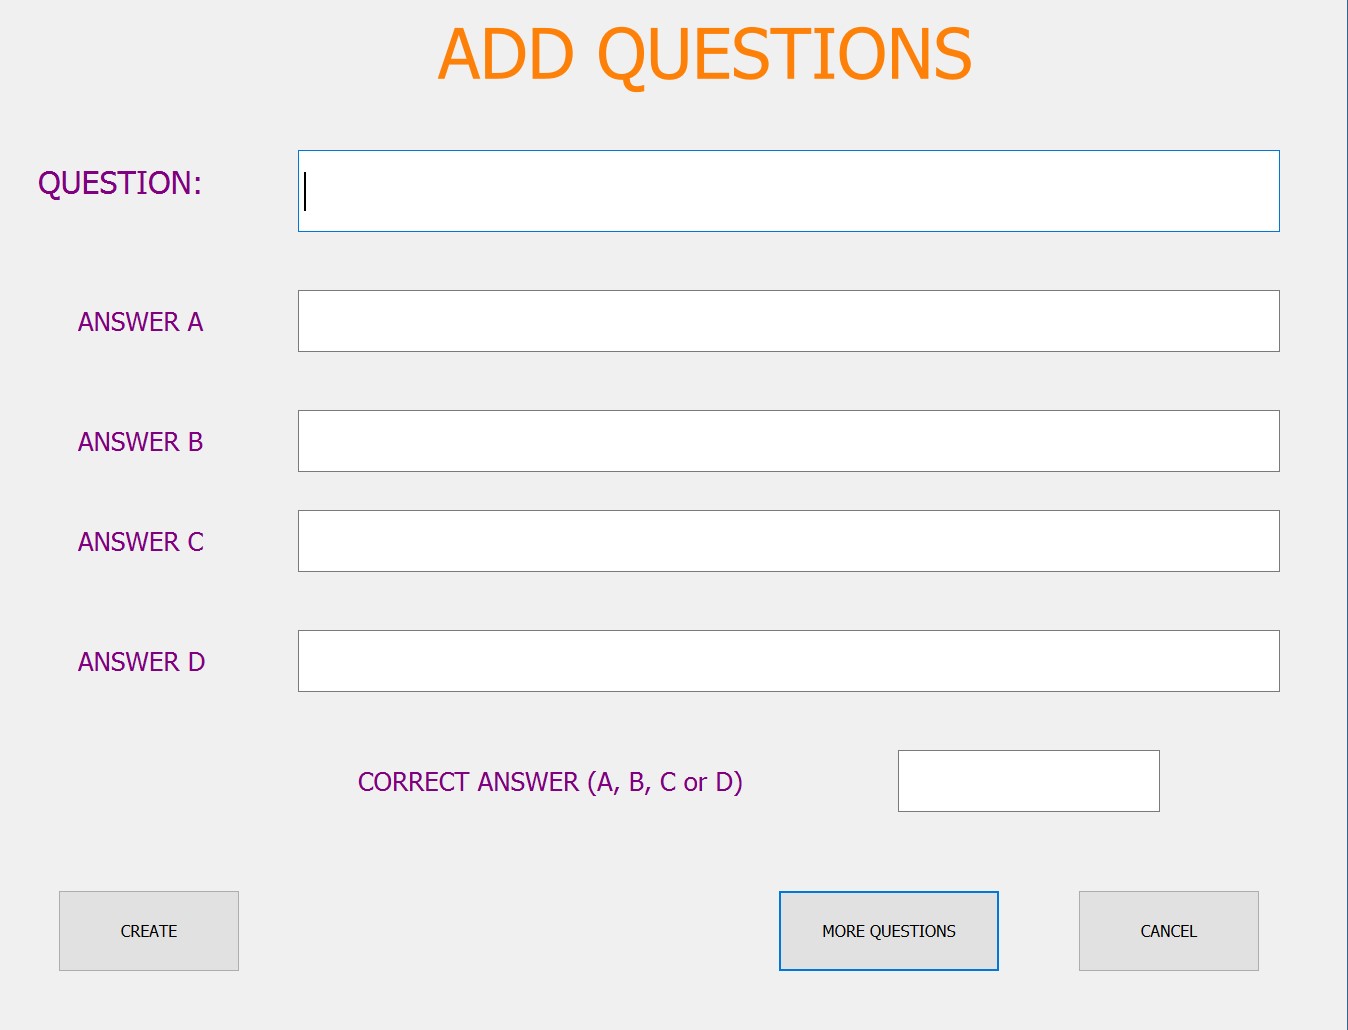 ADD QUESTIONS
QUESTION:
ANSWER A
ANSWER B
ANSWER C
ANSWER D
CORRECT ANSWER (A, B, C or D)
CREATE
MORE QUESTIONS
CANCEL